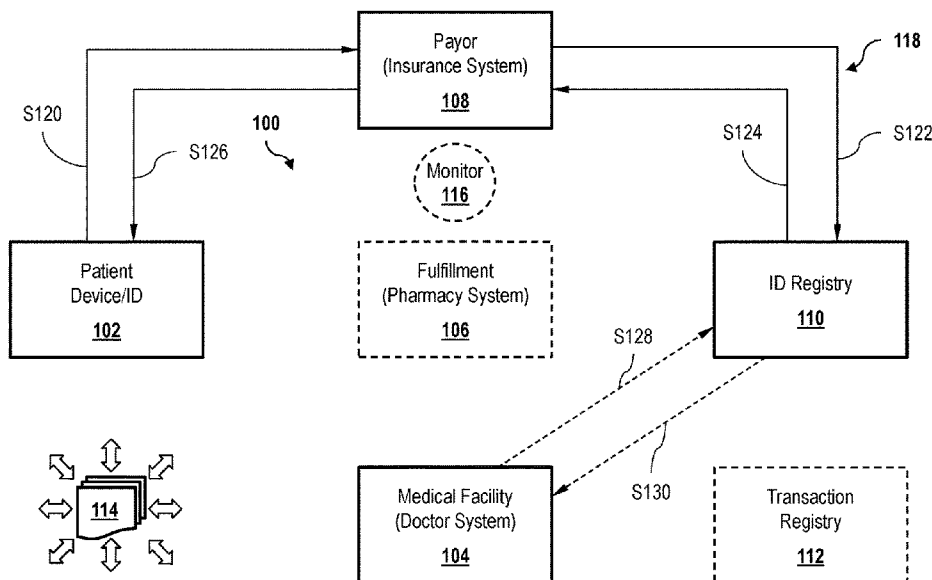 Payor
(Insurance System)
108
118
S120
S126
100
S124
S122
Monitor
116
Patient
Device/ID
102
Fulfillment
(Pharmacy System)
106
ID Registry
110
S128
S130
114
Medical Facility
(Doctor System)
104
Transaction
Registry
112